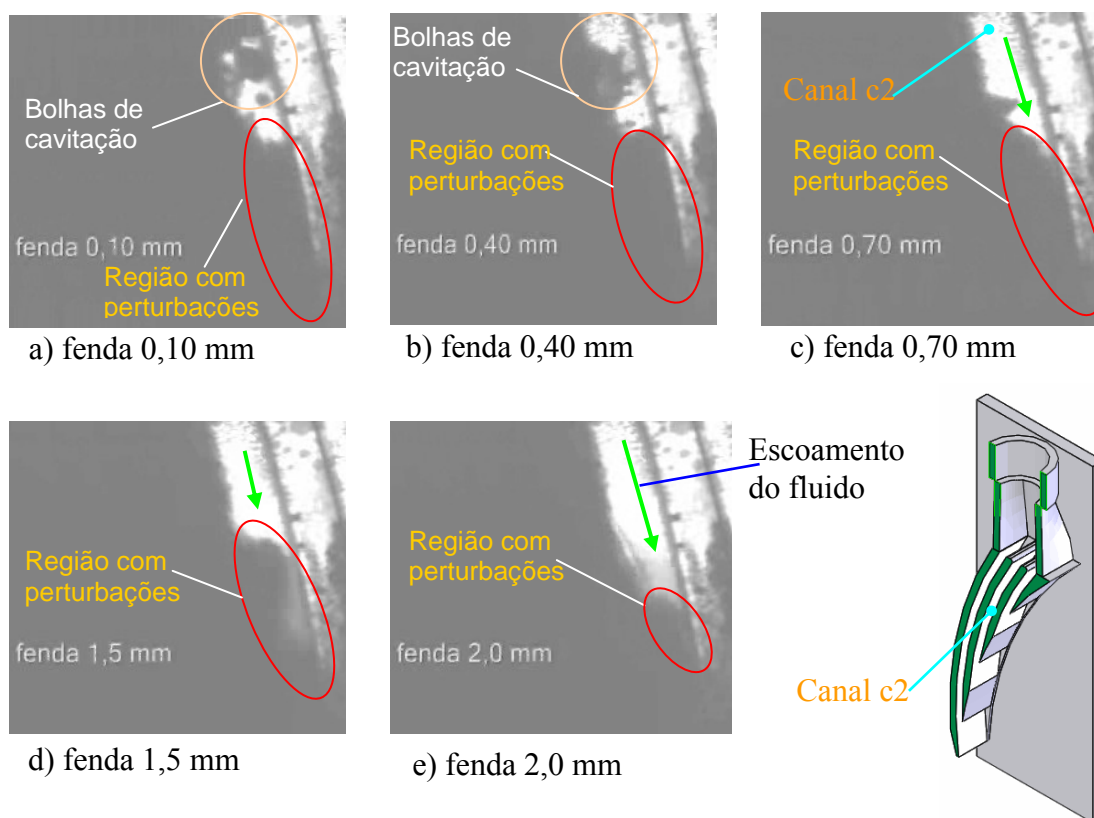 Bolhas de
cavitação
Região com
perturbações
fenda 0,10 mm
a) fenda 0,10 mm
Bolhas de
cavitação
Região com
perturbações
fenda 0,40 mm
b) fenda 0,40 mm
Canal c2
Região com
perturbações
fenda 0,70 mm
c) fenda 0,70 mm
Região com
perturbações
fenda 1,5 mm
d) fenda 1,5 mm
Região com
perturbações
fenda 2,0 mm
e) fenda 2,0 mm
Escoamento
do fluido
Canal c2